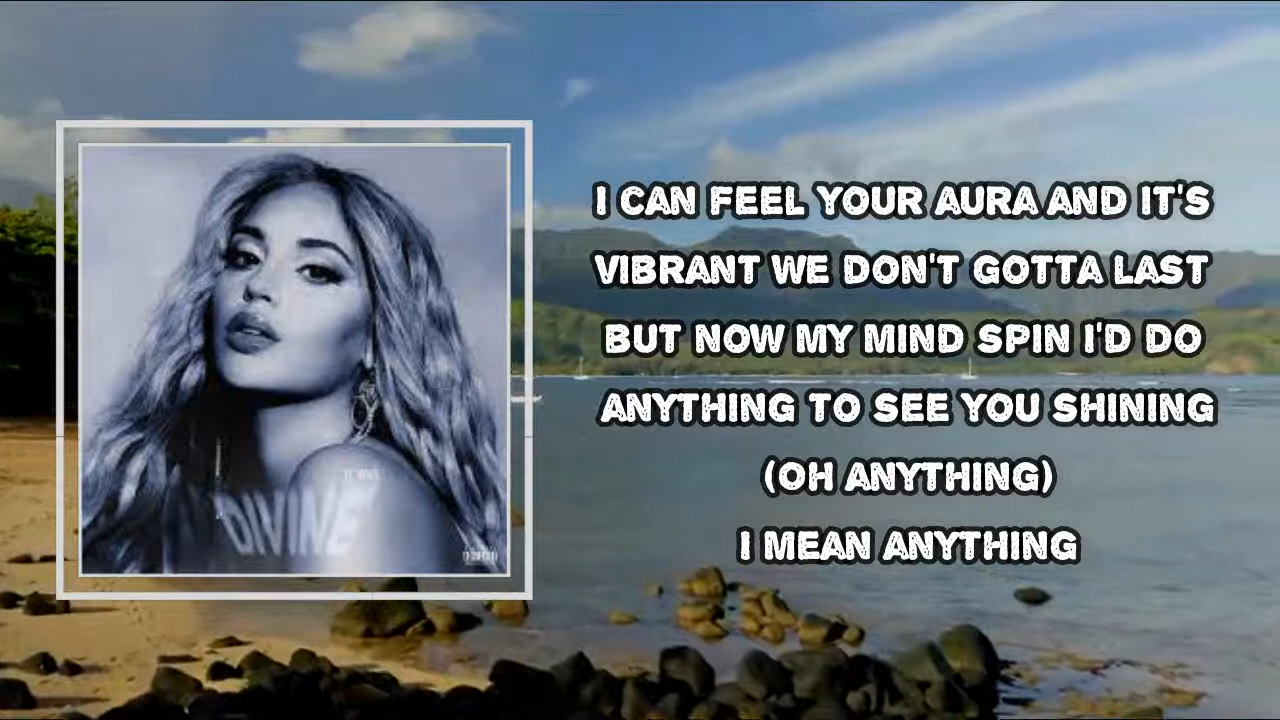 I CAN FEEL YOUR AURA AND IT'S
VIBRANT WE DON'T GOTTA LAST
BUT NOW MY MIND SPIN I'D DO
ANYTHING TO SEE YOU SHINING
(OH ANYTHING)
I MEAN ANYTHING
DIVINE